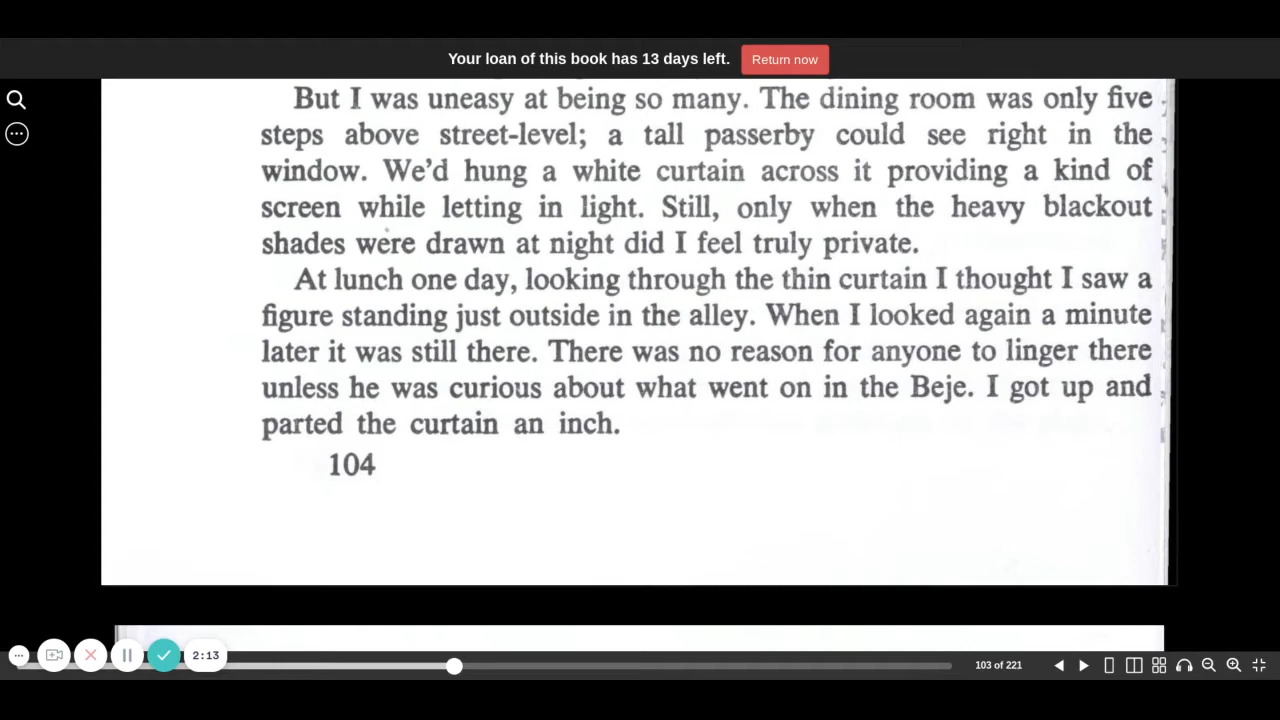 Your loan of this book has 13 days left. Return now
But I was uneasy at being so many. The dining room was only five
steps above street-level; a tall passerby could see right in the
window. We’d hung a white curtain across it providing a kind of
screen while letting in light. Still, only when the heavy blackout
shades were drawn at night did I feel truly private.
At lunch one day, looking through the thin curtain I thought I saw a
figure standing just outside in the alley. When I looked again a minute
later it was still there. There was no reason for anyone to linger there
unless he was curious about what went on in the Beje. I got up and
parted the curtain an inch.
104
2:13
103 of 221